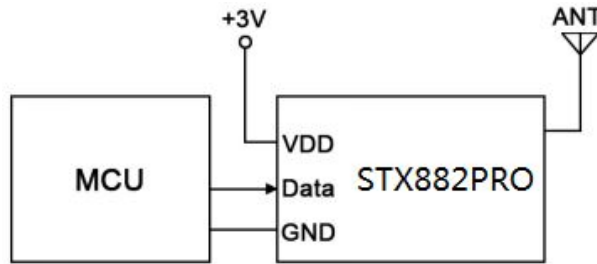 +3V
ANT
VDD
MCU
Data
STX882PRO
GND